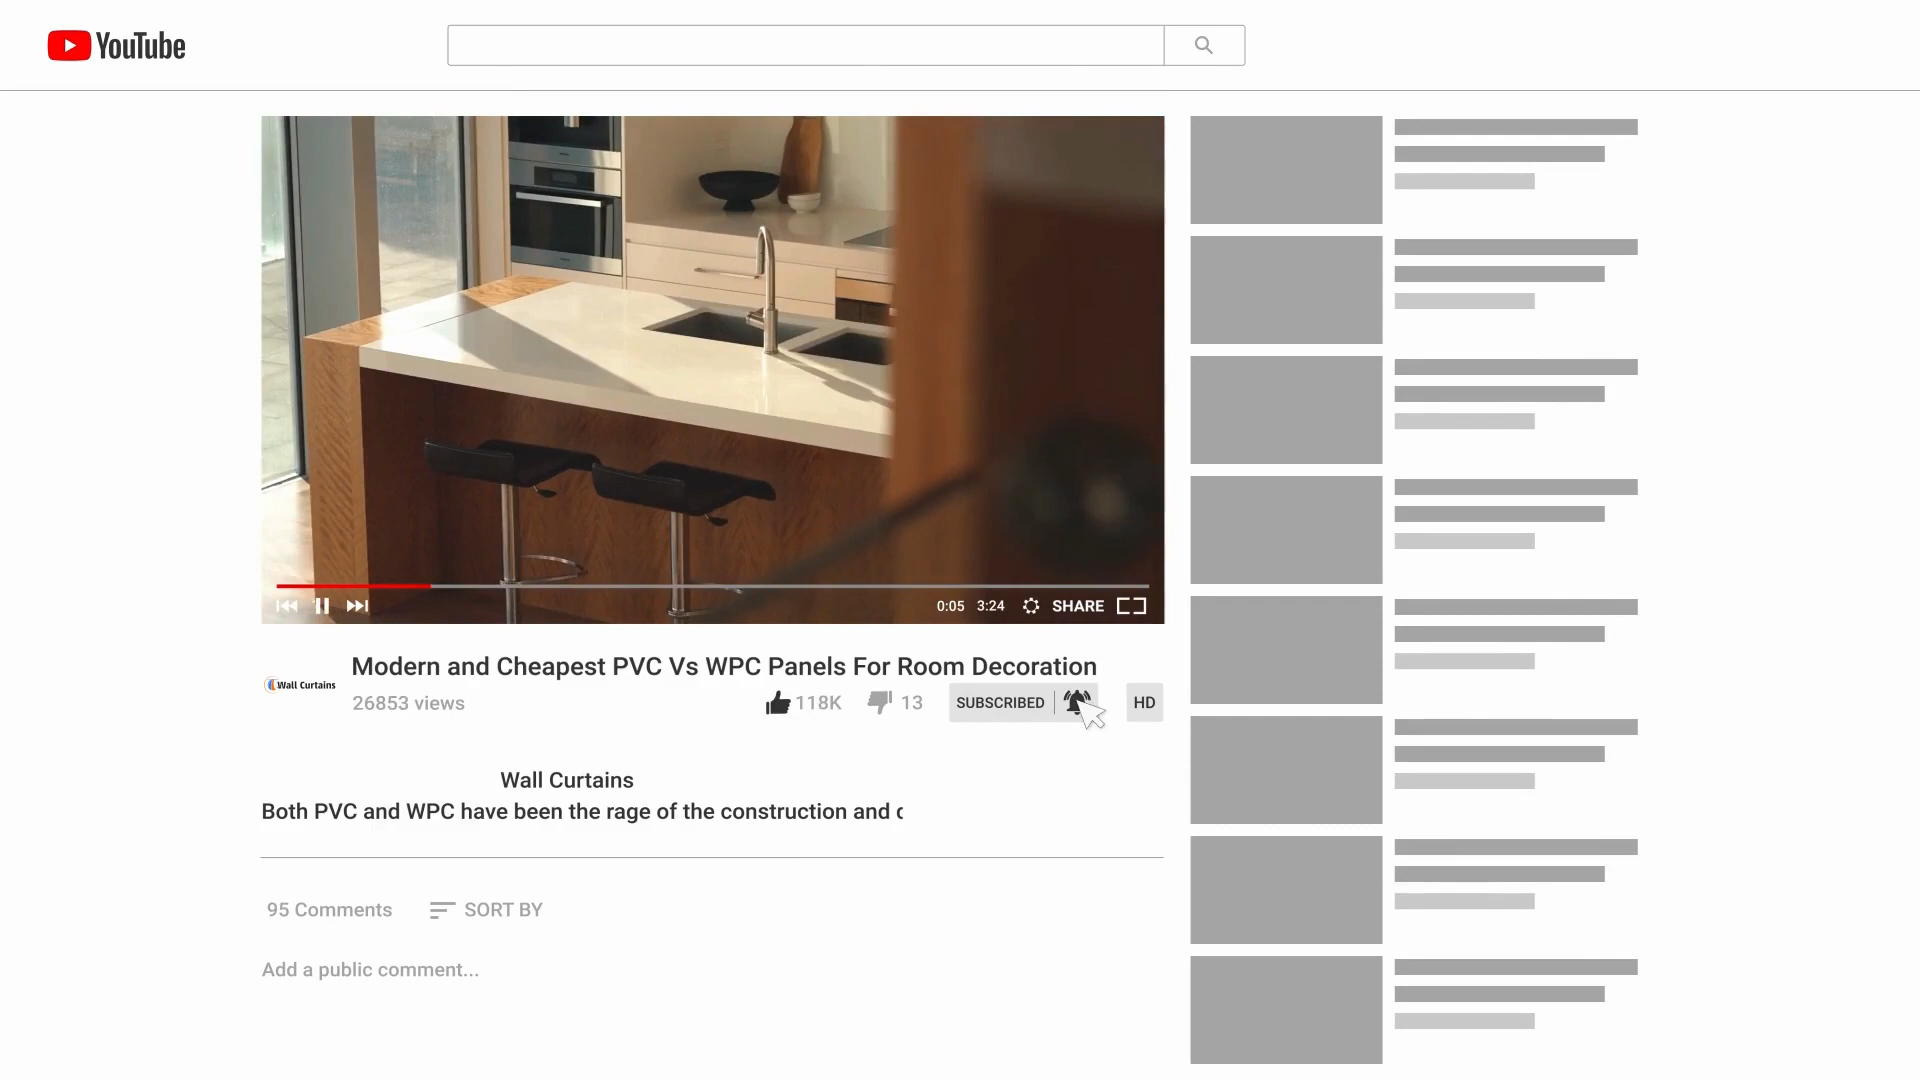 YouTube
0:05 3:24 SHARE
Modern and Cheapest PVC Vs WPC Panels For Room Decoration
Wall Curtains
26853 views
118K
13
SUBSCRIBED
HD
Wall Curtains
Both PVC and WPC have been the rage of the construction and
95 Comments
SORT BY
Add a public comment...